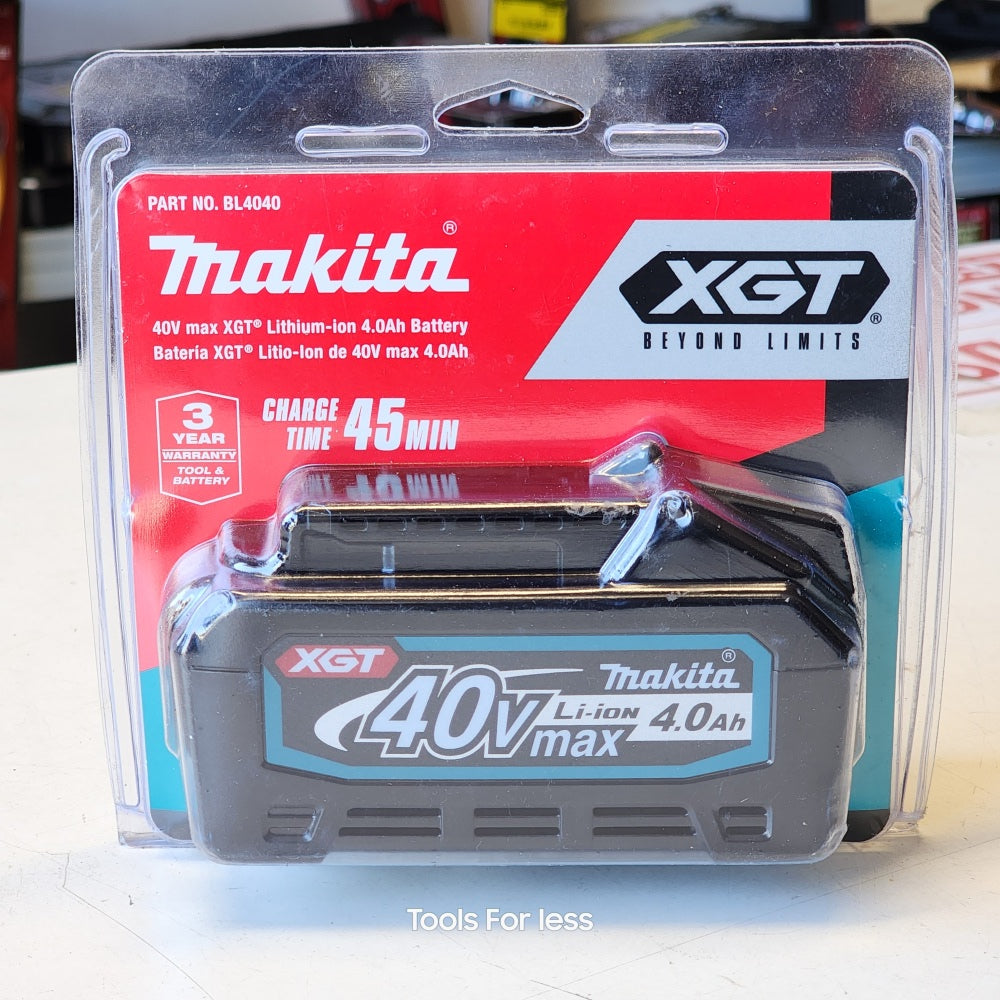 PART NO. BL4040
makita®
40V max XGT® Lithium-ion 4.0Ah Battery
Batería XGT® Litio-Ion de 40V max 4.0Ah
XGT®
BEYOND LIMITS
3
YEAR
WARRANTY
TOOL &
BATTERY
CHARGE
TIME 45 MIN
XGT
makita®
40V max
Li-ion 4.0Ah
Tools For less